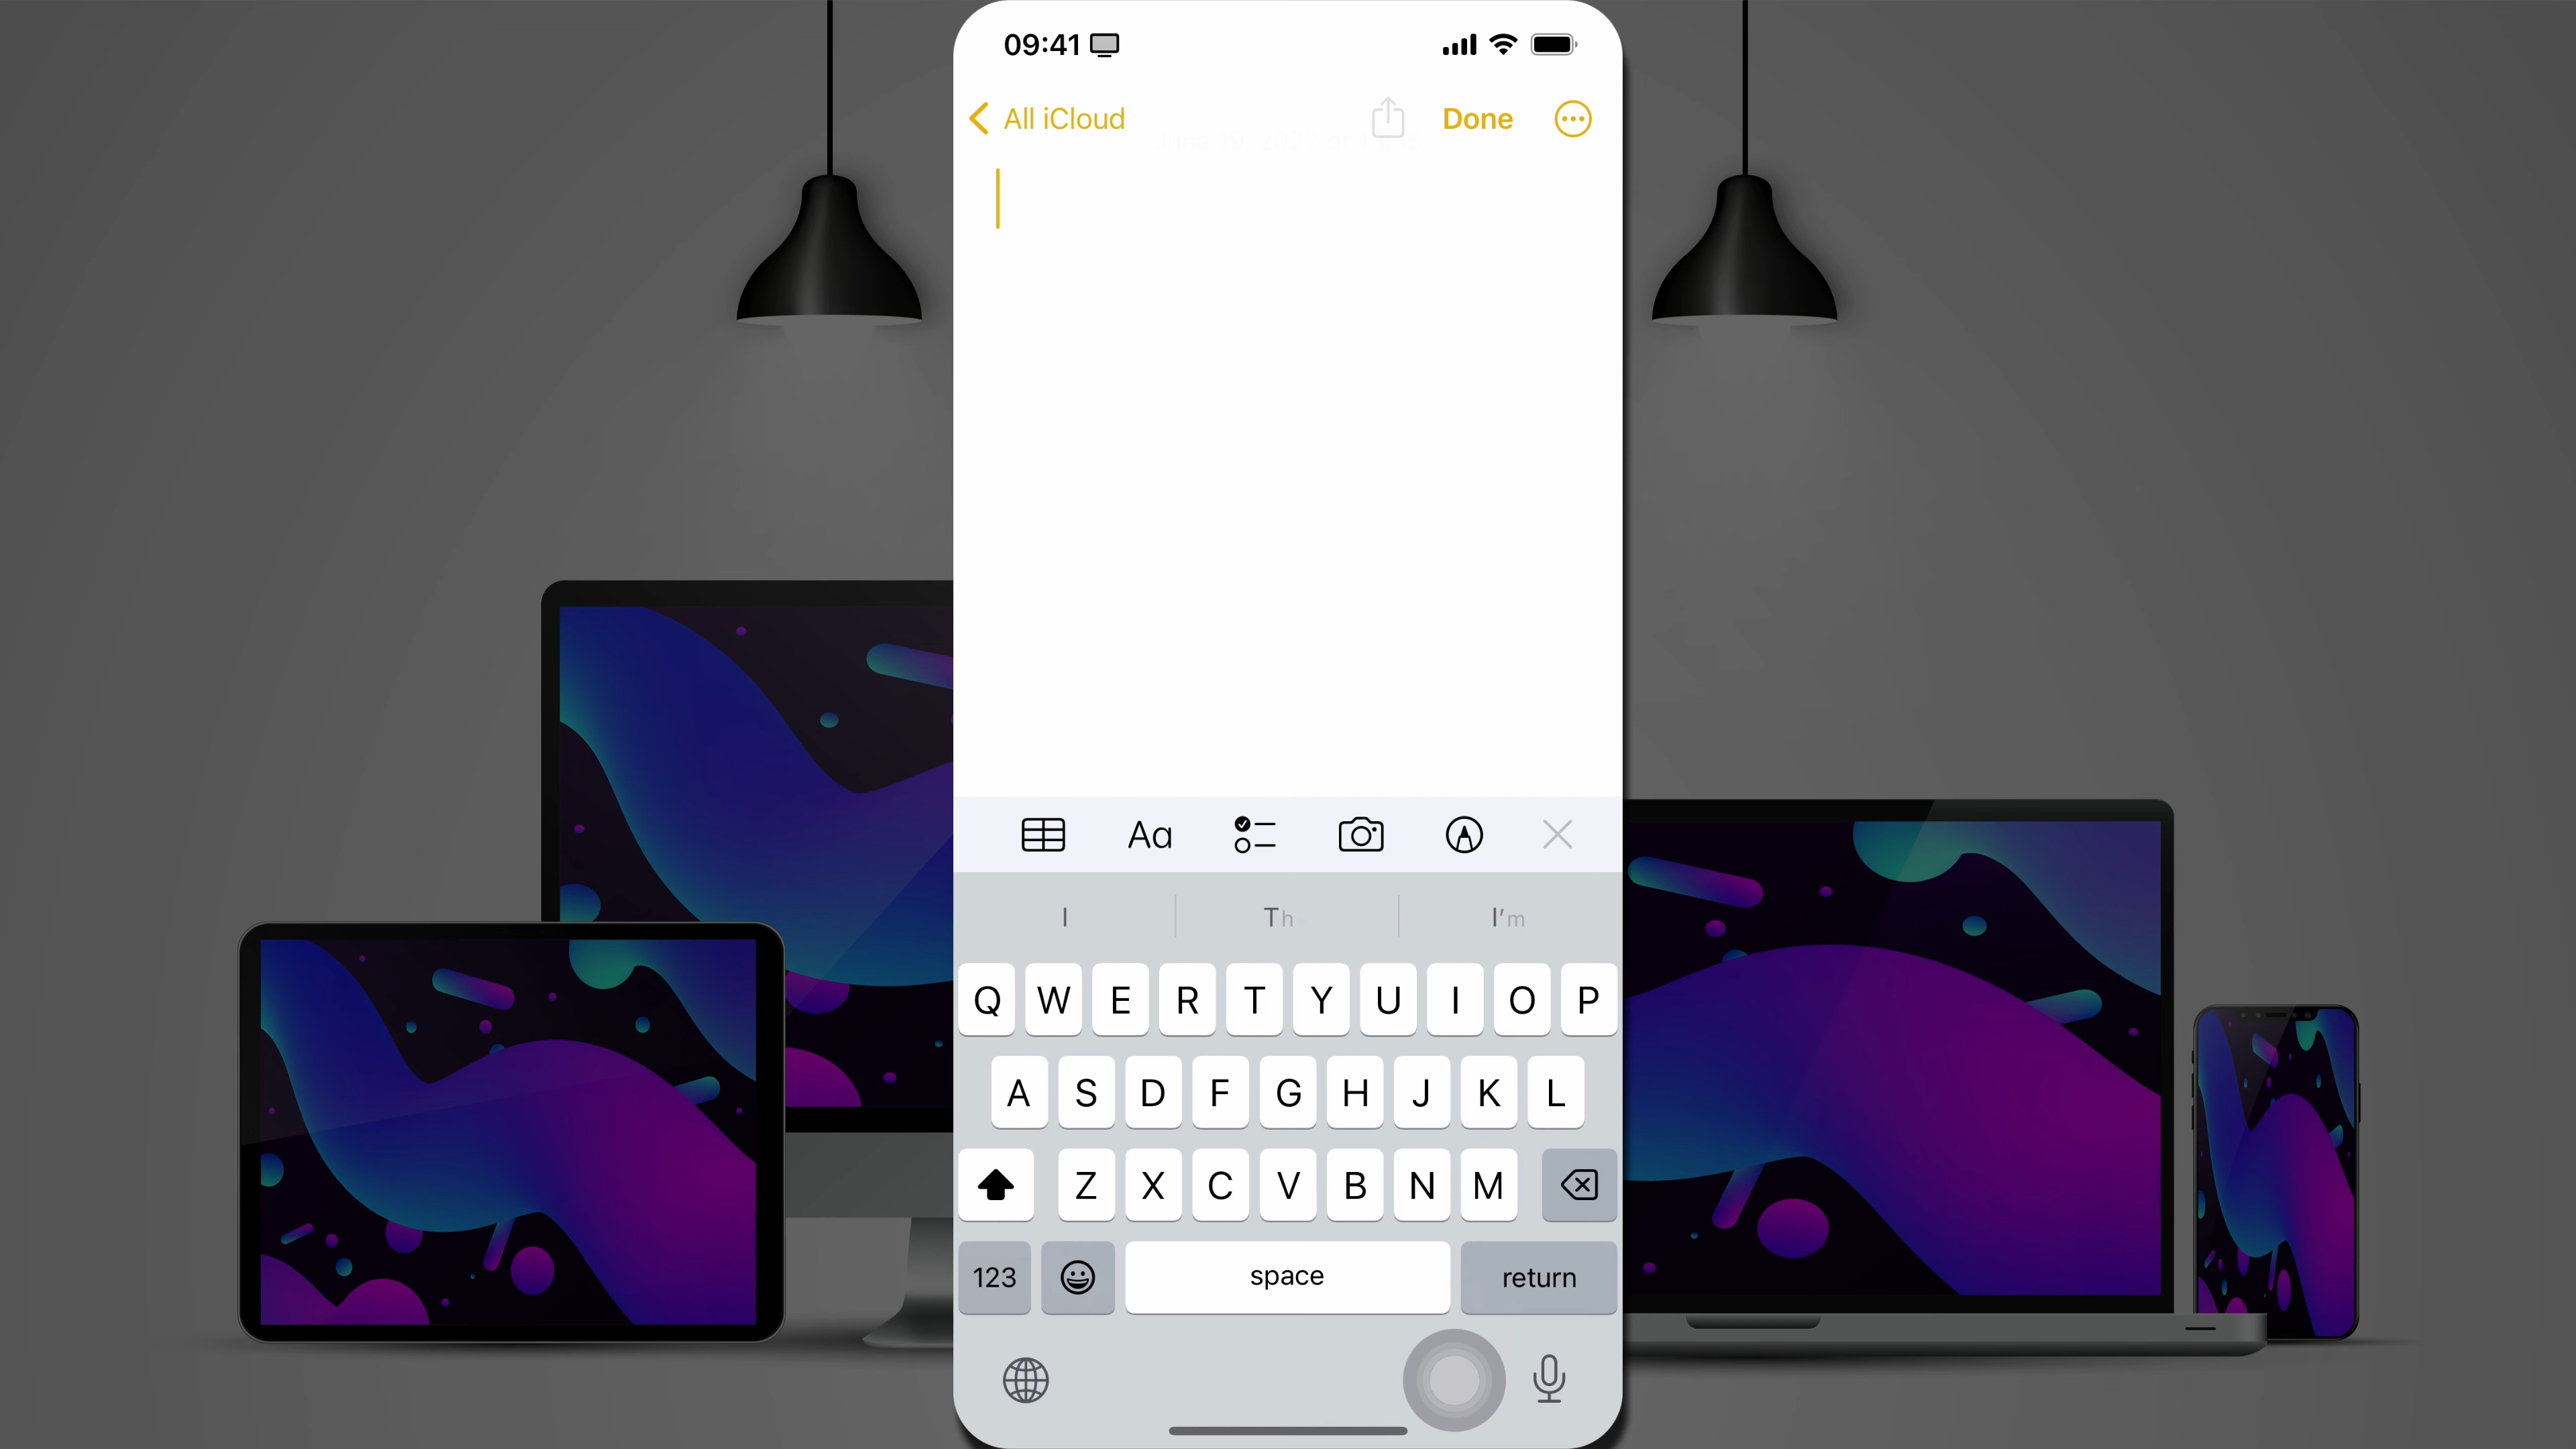 09:41
All iCloud
Done
Aa
I
Th
I'm
Q W E R T Y U I O P
A S D F G H J K L
Z X C V B N M
123
space
return